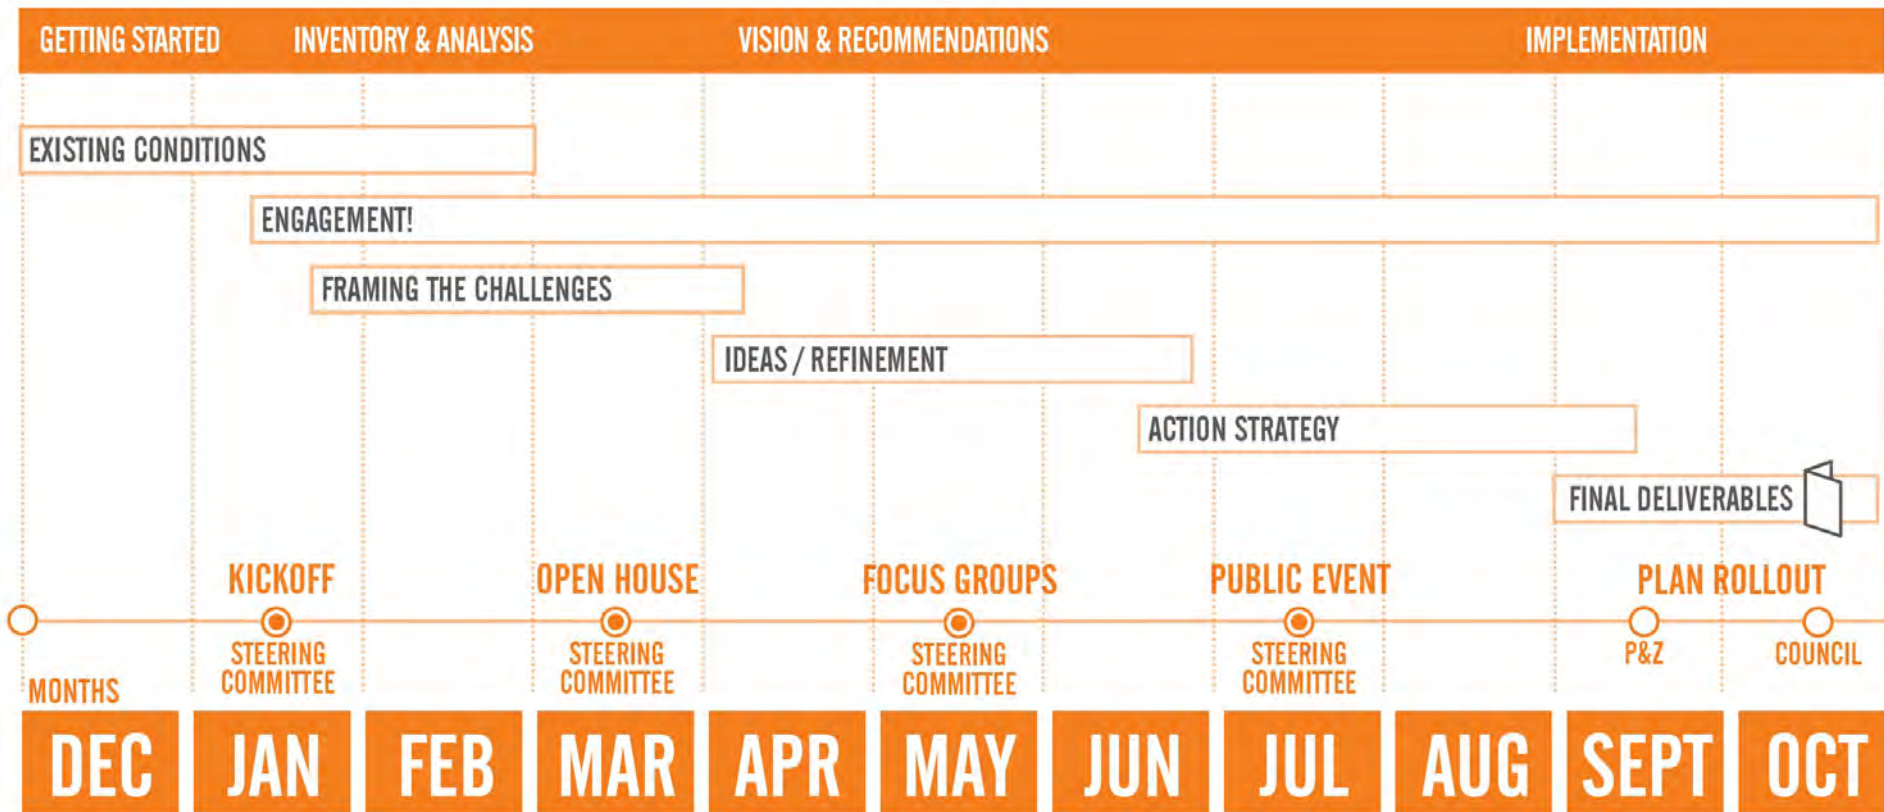 GETTING STARTED INVENTORY & ANALYSIS VISION & RECOMMENDATIONS IMPLEMENTATION
EXISTING CONDITIONS
ENGAGEMENT!
FRAMING THE CHALLENGES
IDEAS / REFINEMENT
ACTION STRATEGY
FINAL DELIVERABLES
KICKOFF OPEN HOUSE FOCUS GROUPS PUBLIC EVENT PLAN ROLLOUT
STEERING STEERING STEERING STEERING P&Z COUNCIL
COMMITTEE COMMITTEE COMMITTEE COMMITTEE
MONTHS
DEC JAN FEB MAR APR MAY JUN JUL AUG SEPT OCT